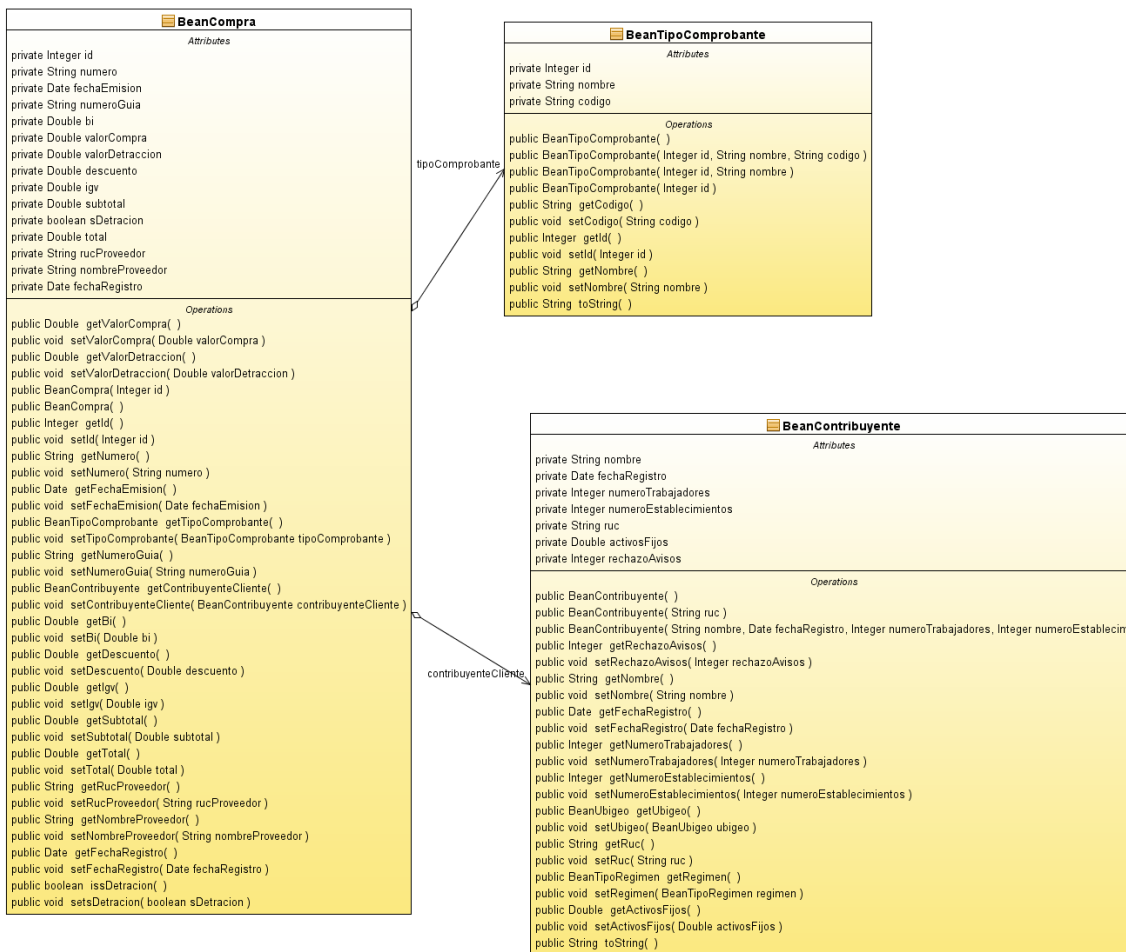 BeanCompra
Attributes
private Integer id
private String numero
private Date fechaEmision
private String numeroGuia
private Double bi
private Double valorCompra
private Double valorDetraccion
private Double descuento
private Double igv
private Double subtotal
private boolean sDetracion
private Double total
private String rucProveedor
private String nombreProveedor
private Date fechaRegistro
Operations
public Double getValorCompra( )
public void setValorCompra( Double valorCompra )
public Double getValorDetraccion( )
public void setValorDetraccion( Double valorDetraccion )
public BeanCompra( Integer id )
public BeanCompra( )
public Integer getId( )
public void setId( Integer id )
public String getNumero( )
public void setNumero( String numero )
public Date getFechaEmision( )
public void setFechaEmision( Date fechaEmision )
public BeanTipoComprobante getTipoComprobante( )
public void setTipoComprobante( BeanTipoComprobante tipoComprobante )
public String getNumeroGuia( )
public void setNumeroGuia( String numeroGuia )
public BeanContribuyente getContribuyenteCliente( )
public void setContribuyenteCliente( BeanContribuyente contribuyenteCliente )
public Double getBi( )
public void setBi( Double bi )
public Double getDescuento( )
public void setDescuento( Double descuento )
public Double getIgv( )
public void setIgv( Double igv )
public Double getSubtotal( )
public void setSubtotal( Double subtotal )
public Double getTotal( )
public void setTotal( Double total )
public String getRucProveedor( )
public void setRucProveedor( String rucProveedor )
public String getNombreProveedor( )
public void setNombreProveedor( String nombreProveedor )
public Date getFechaRegistro( )
public void setFechaRegistro( Date fechaRegistro )
public boolean issDetracion( )
public void setsDetracion( boolean sDetracion )
tipoComprobante
BeanTipoComprobante
Attributes
private Integer id
private String nombre
private String codigo
Operations
public BeanTipoComprobante( )
public BeanTipoComprobante( Integer id, String nombre, String codigo )
public BeanTipoComprobante( Integer id, String nombre )
public BeanTipoComprobante( Integer id )
public String getCodigo( )
public void setCodigo( String codigo )
public Integer getId( )
public void setId( Integer id )
public String getNombre( )
public void setNombre( String nombre )
public String toString( )
contribuyenteCliente
BeanContribuyente
Attributes
private String nombre
private Date fechaRegistro
private Integer numeroTrabajadores
private Integer numeroEstablecimientos
private String ruc
private Double activosFijos
private Integer rechazoAvisos
Operations
public BeanContribuyente( )
public BeanContribuyente( String ruc )
public BeanContribuyente( String nombre, Date fechaRegistro, Integer numeroTrabajadores, Integer numeroEstablecim
public Integer getRechazoAvisos( )
public void setRechazoAvisos( Integer rechazoAvisos )
public String getNombre( )
public void setNombre( String nombre )
public Date getFechaRegistro( )
public void setFechaRegistro( Date fechaRegistro )
public Integer getNumeroTrabajadores( )
public void setNumeroTrabajadores( Integer numeroTrabajadores )
public Integer getNumeroEstablecimientos( )
public void setNumeroEstablecimientos( Integer numeroEstablecimientos )
public BeanUbigeo getUbigeo( )
public void setUbigeo( BeanUbigeo ubigeo )
public String getRuc( )
public void setRuc( String ruc )
public BeanTipoRegimen getRegimen( )
public void setRegimen( BeanTipoRegimen regimen )
public Double getActivosFijos( )
public void setActivosFijos( Double activosFijos )
public String toString( )